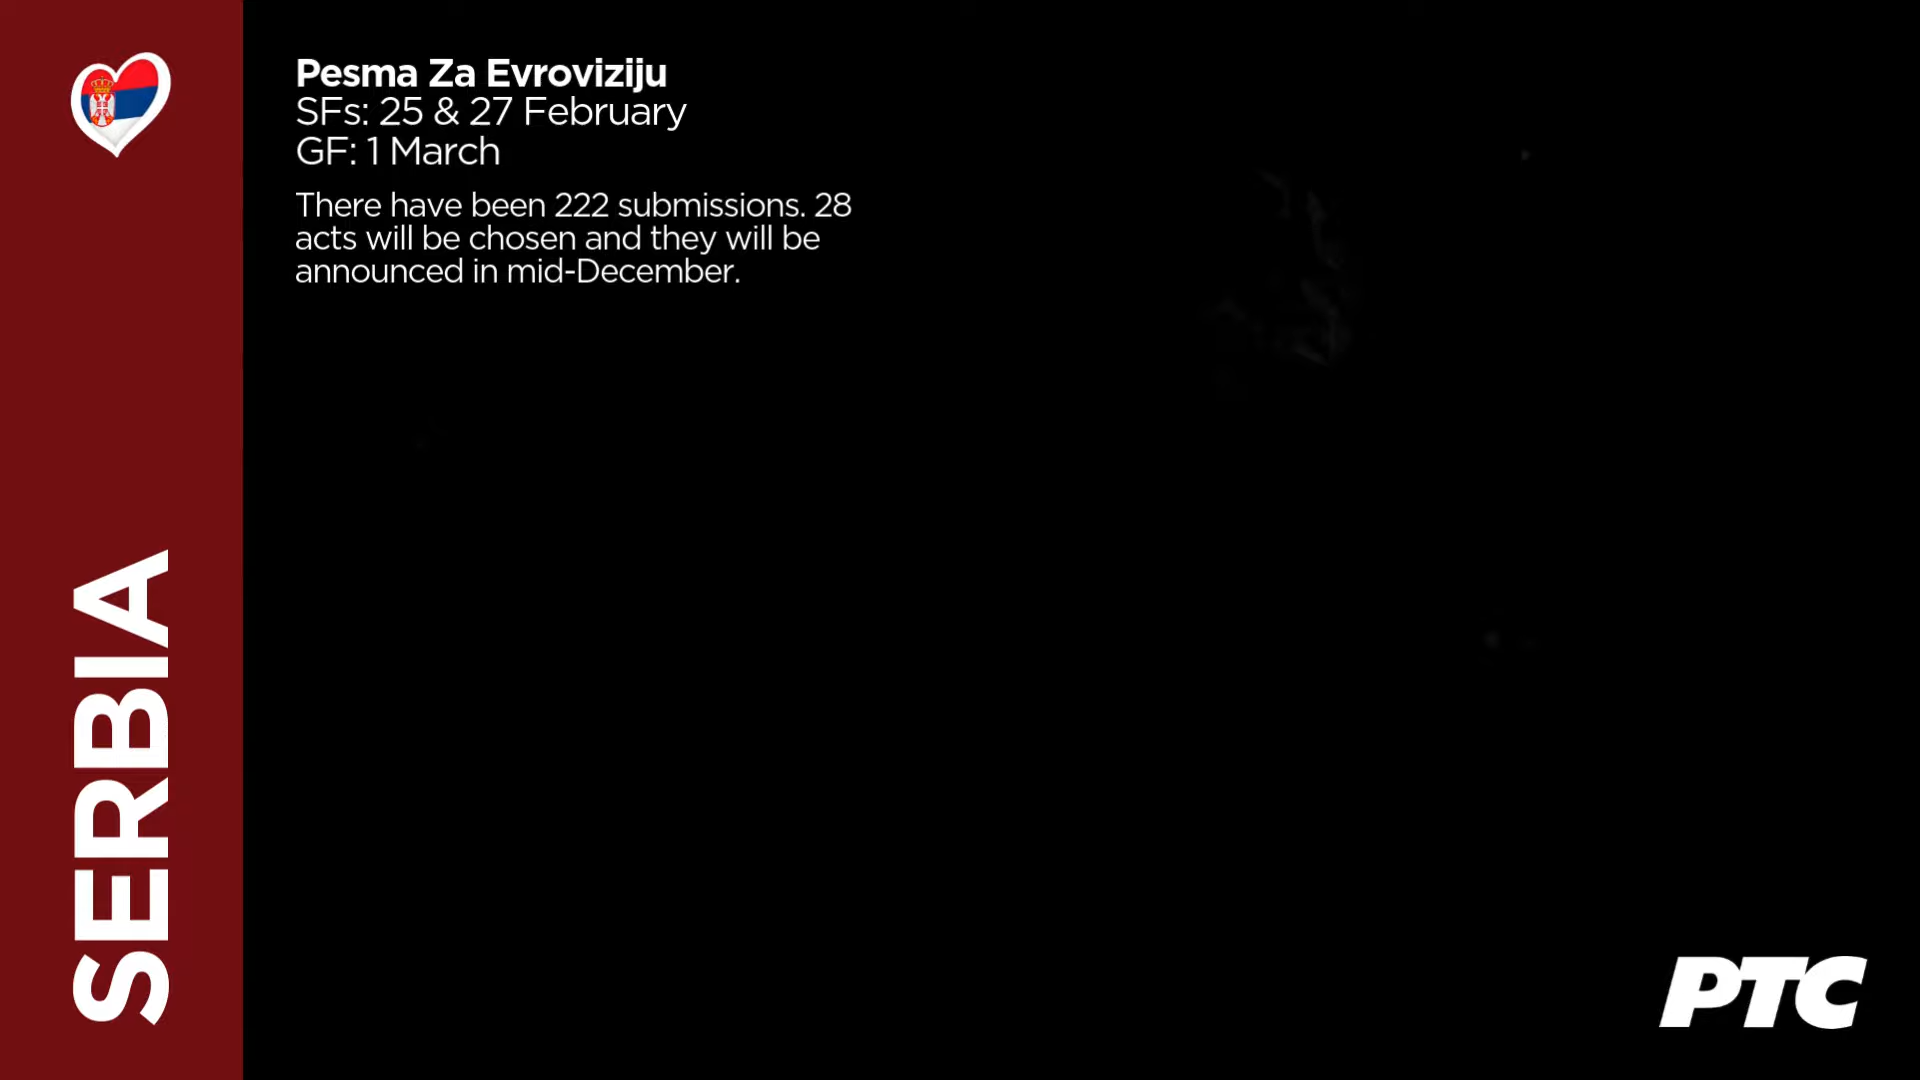 Pesma Za Evroviziju
SFs: 25 & 27 February
GF: 1 March
There have been 222 submissions. 28
acts will be chosen and they will be
announced in mid-December.
SERBIA
РТС